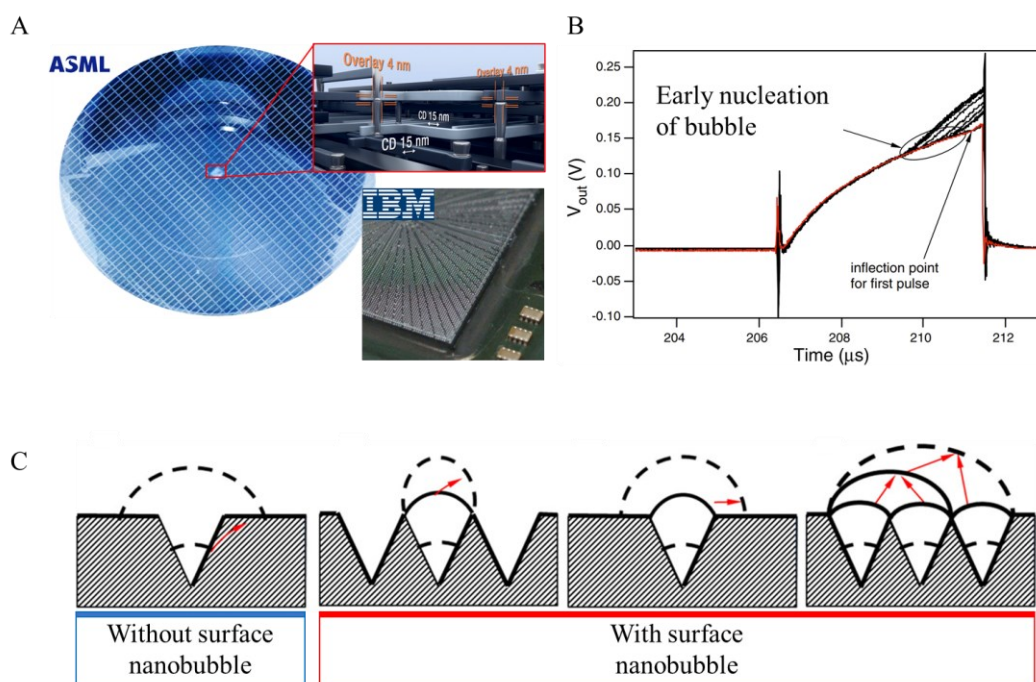 A
ASML
Overlay 4 nm
Overlay 4 nm
CD 15 nm
CD 15 nm
IBM
B
Early nucleation
of bubble
inflection point
for first pulse
0.25
0.20
0.15
0.10
0.05
0.00
-0.05
-0.10
Vout (V)
204
206
208
210
212
Time (μs)
C
Without surface
nanobubble
With surface
nanobubble